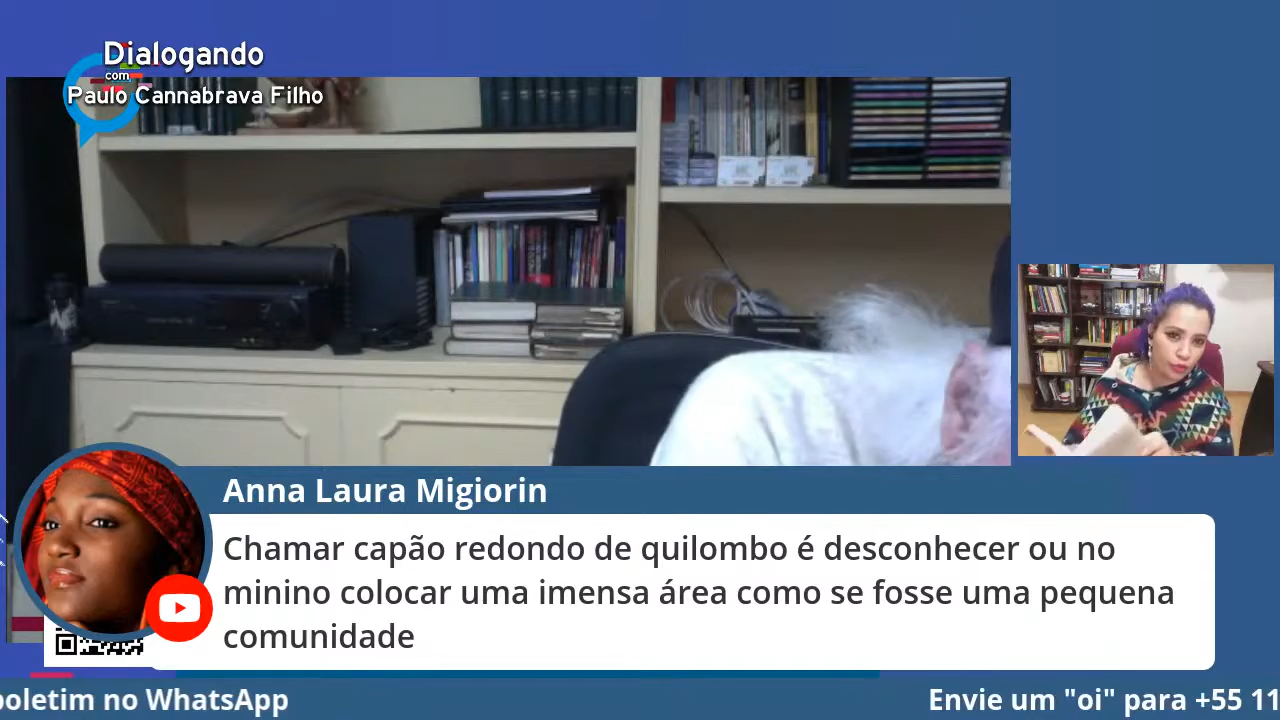 Dialogando
com
Paulo Cannabrava Filho
Anna Laura Migiorin
Chamar capão redondo de quilombo é desconhecer ou no
minino colocar uma imensa área como se fosse uma pequena
comunidade
boletim no WhatsApp
Envie um "oi" para +55 11